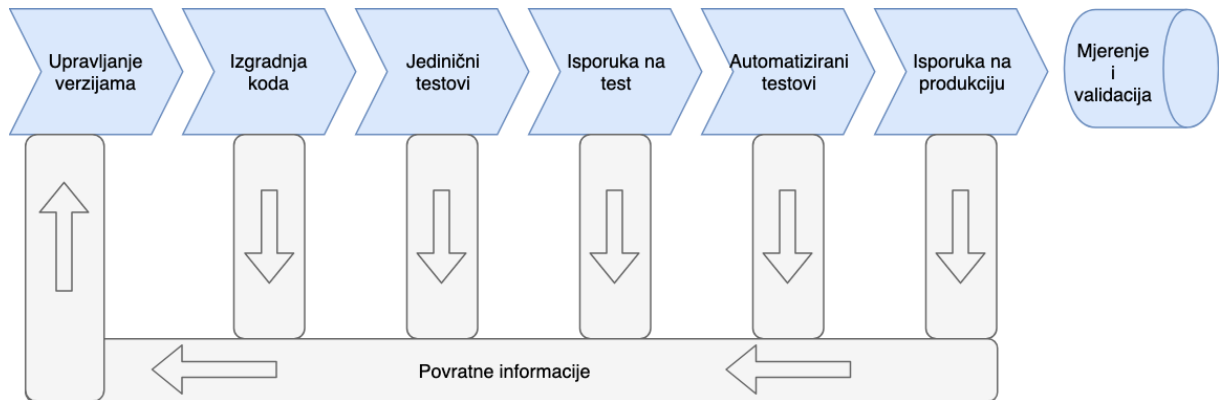 Upravljanje
verzijama
Izgradnja
koda
Jedinični
testovi
Isporuka na
test
Automatizirani
testovi
Isporuka na
produkciju
Mjerenje
i
validacija
Povratne informacije